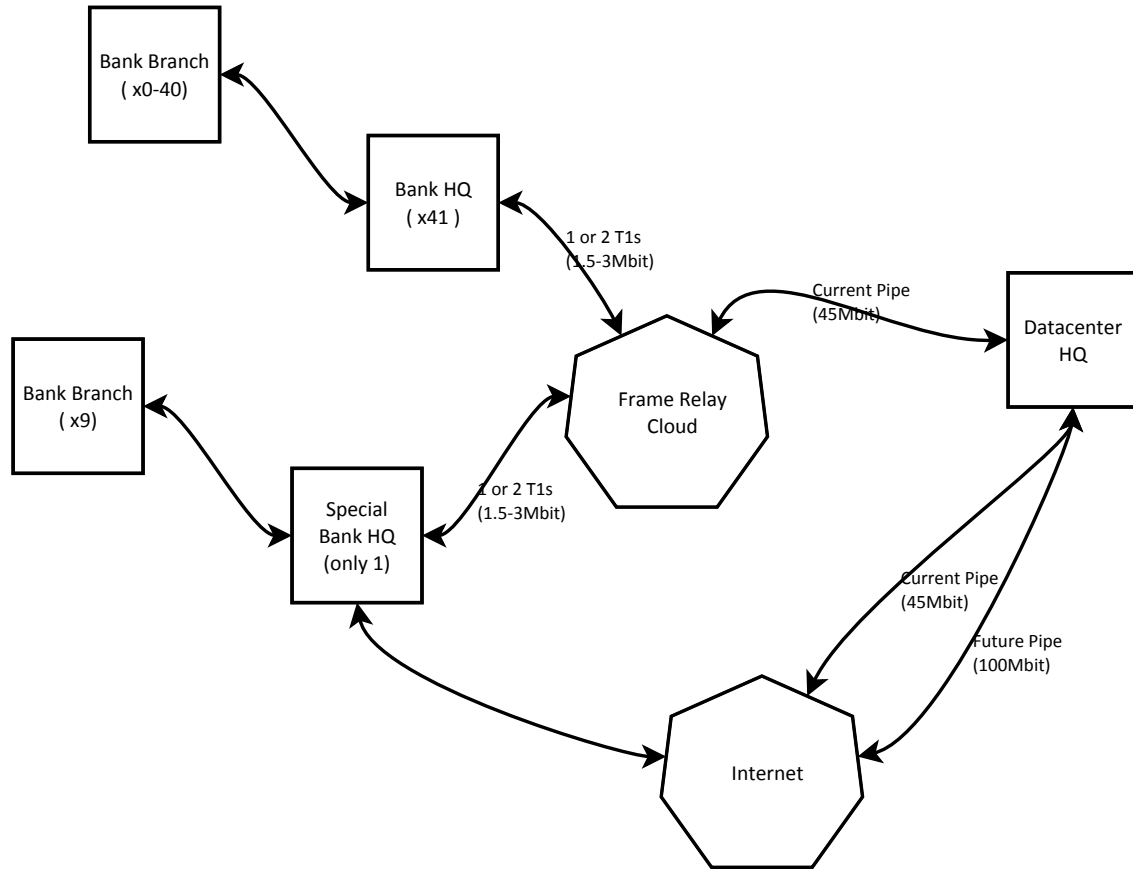 Bank Branch
( x0-40)
Bank HQ
( x41 )
1 or 2 T1s
(1.5-3Mbit)
Current Pipe
(45Mbit)
Datacenter
HQ
Bank Branch
( x9)
Frame Relay
Cloud
Special
Bank HQ
(only 1)
1 or 2 T1s
(1.5-3Mbit)
Current Pipe
(45Mbit)
Future Pipe
(100Mbit)
Internet